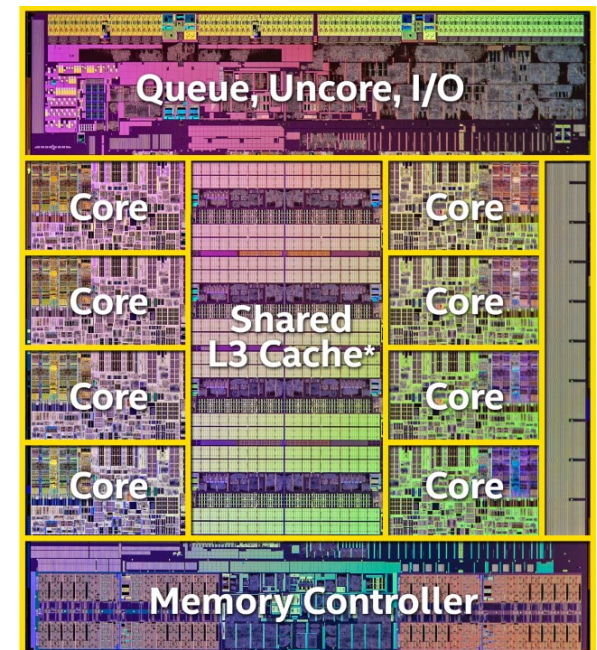 Queue, Uncore, I/O
Core
Core
Core
Core
Shared
L3 Cache*
Core
Core
Core
Core
Memory Controller